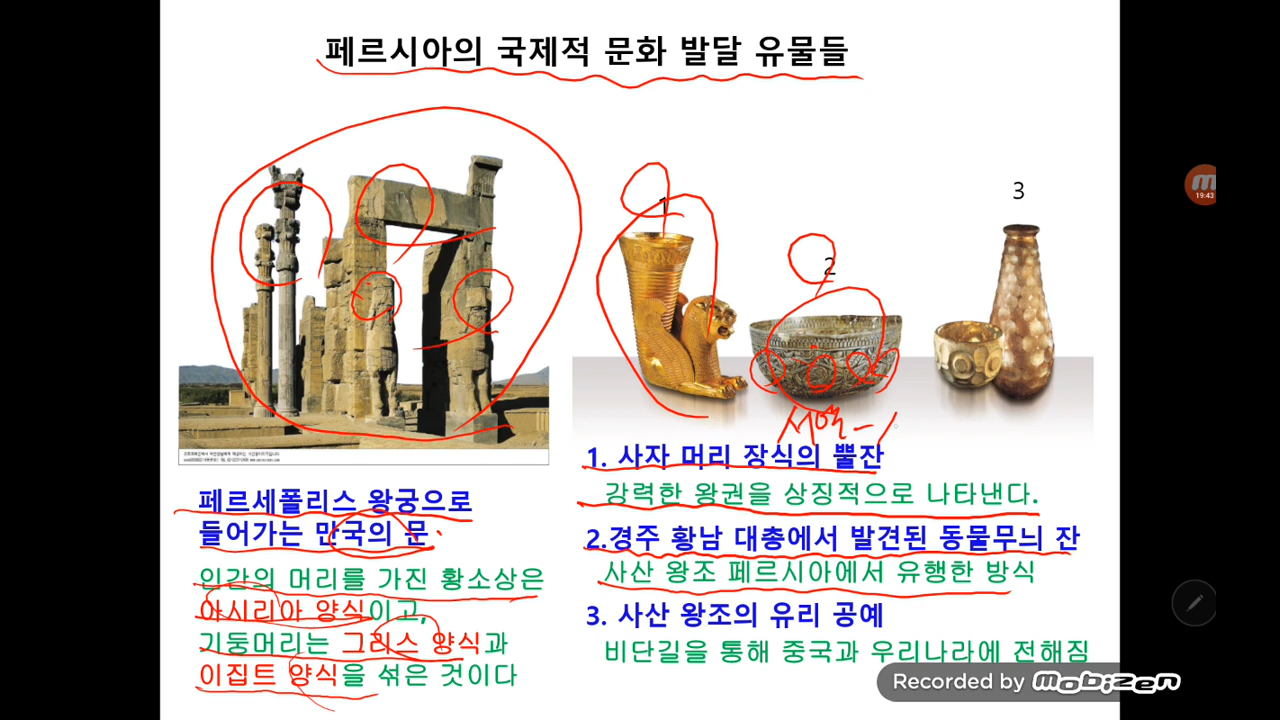 페르시아의 국제적 문화 발달 유물들
1
2
3
19:43
페르세폴리스 왕궁으로
들어가는 만국의 문
인간의 머리를 가진 황소상은
아시리아 양식이고,
기둥머리는 그리스 양식과
이집트 양식을 섞은 것이다
1. 사자 머리 장식의 뿔잔
강력한 왕권을 상징적으로 나타낸다.
2.경주 황남 대총에서 발견된 동물무늬 잔
사산 왕조 페르시아에서 유행한 방식
3. 사산 왕조의 유리 공예
비단길을 통해 중국과 우리나라에 전해짐
Recorded by mobizen